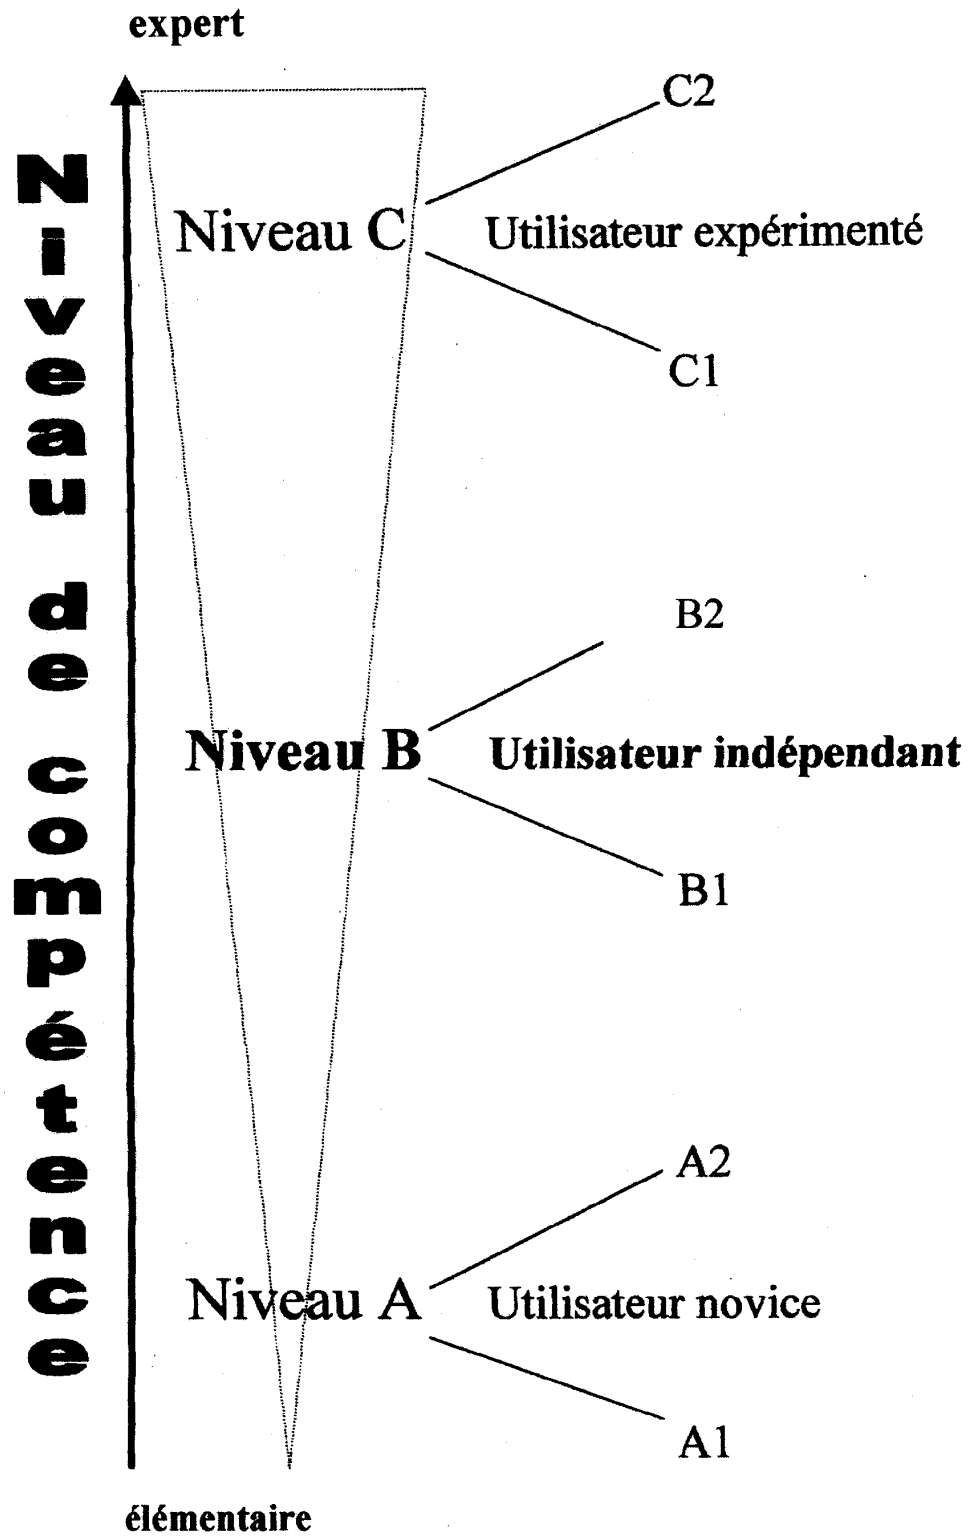 expert
Niveau de compétence
C2
Niveau C Utilisateur expérimenté
C1
B2
Niveau B Utilisateur indépendant
B1
A2
Niveau A Utilisateur novice
A1
élémentaire